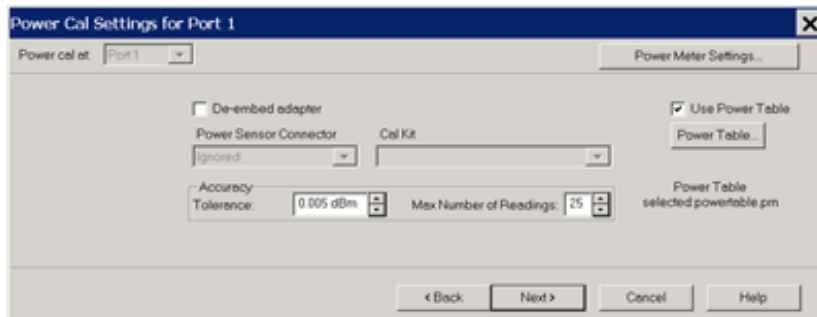 Power Cal Settings for Port 1
Power cal at: Port 1
Power Meter Settings...
De-embed adapter
Use Power Table
Power Sensor Connector
Cal Kit
Power Table...
Ignored
Accuracy
Tolerance: 0.005 dBm
Max Number of Readings: 25
Power Table
selected:powertable.pm
< Back
Next >
Cancel
Help